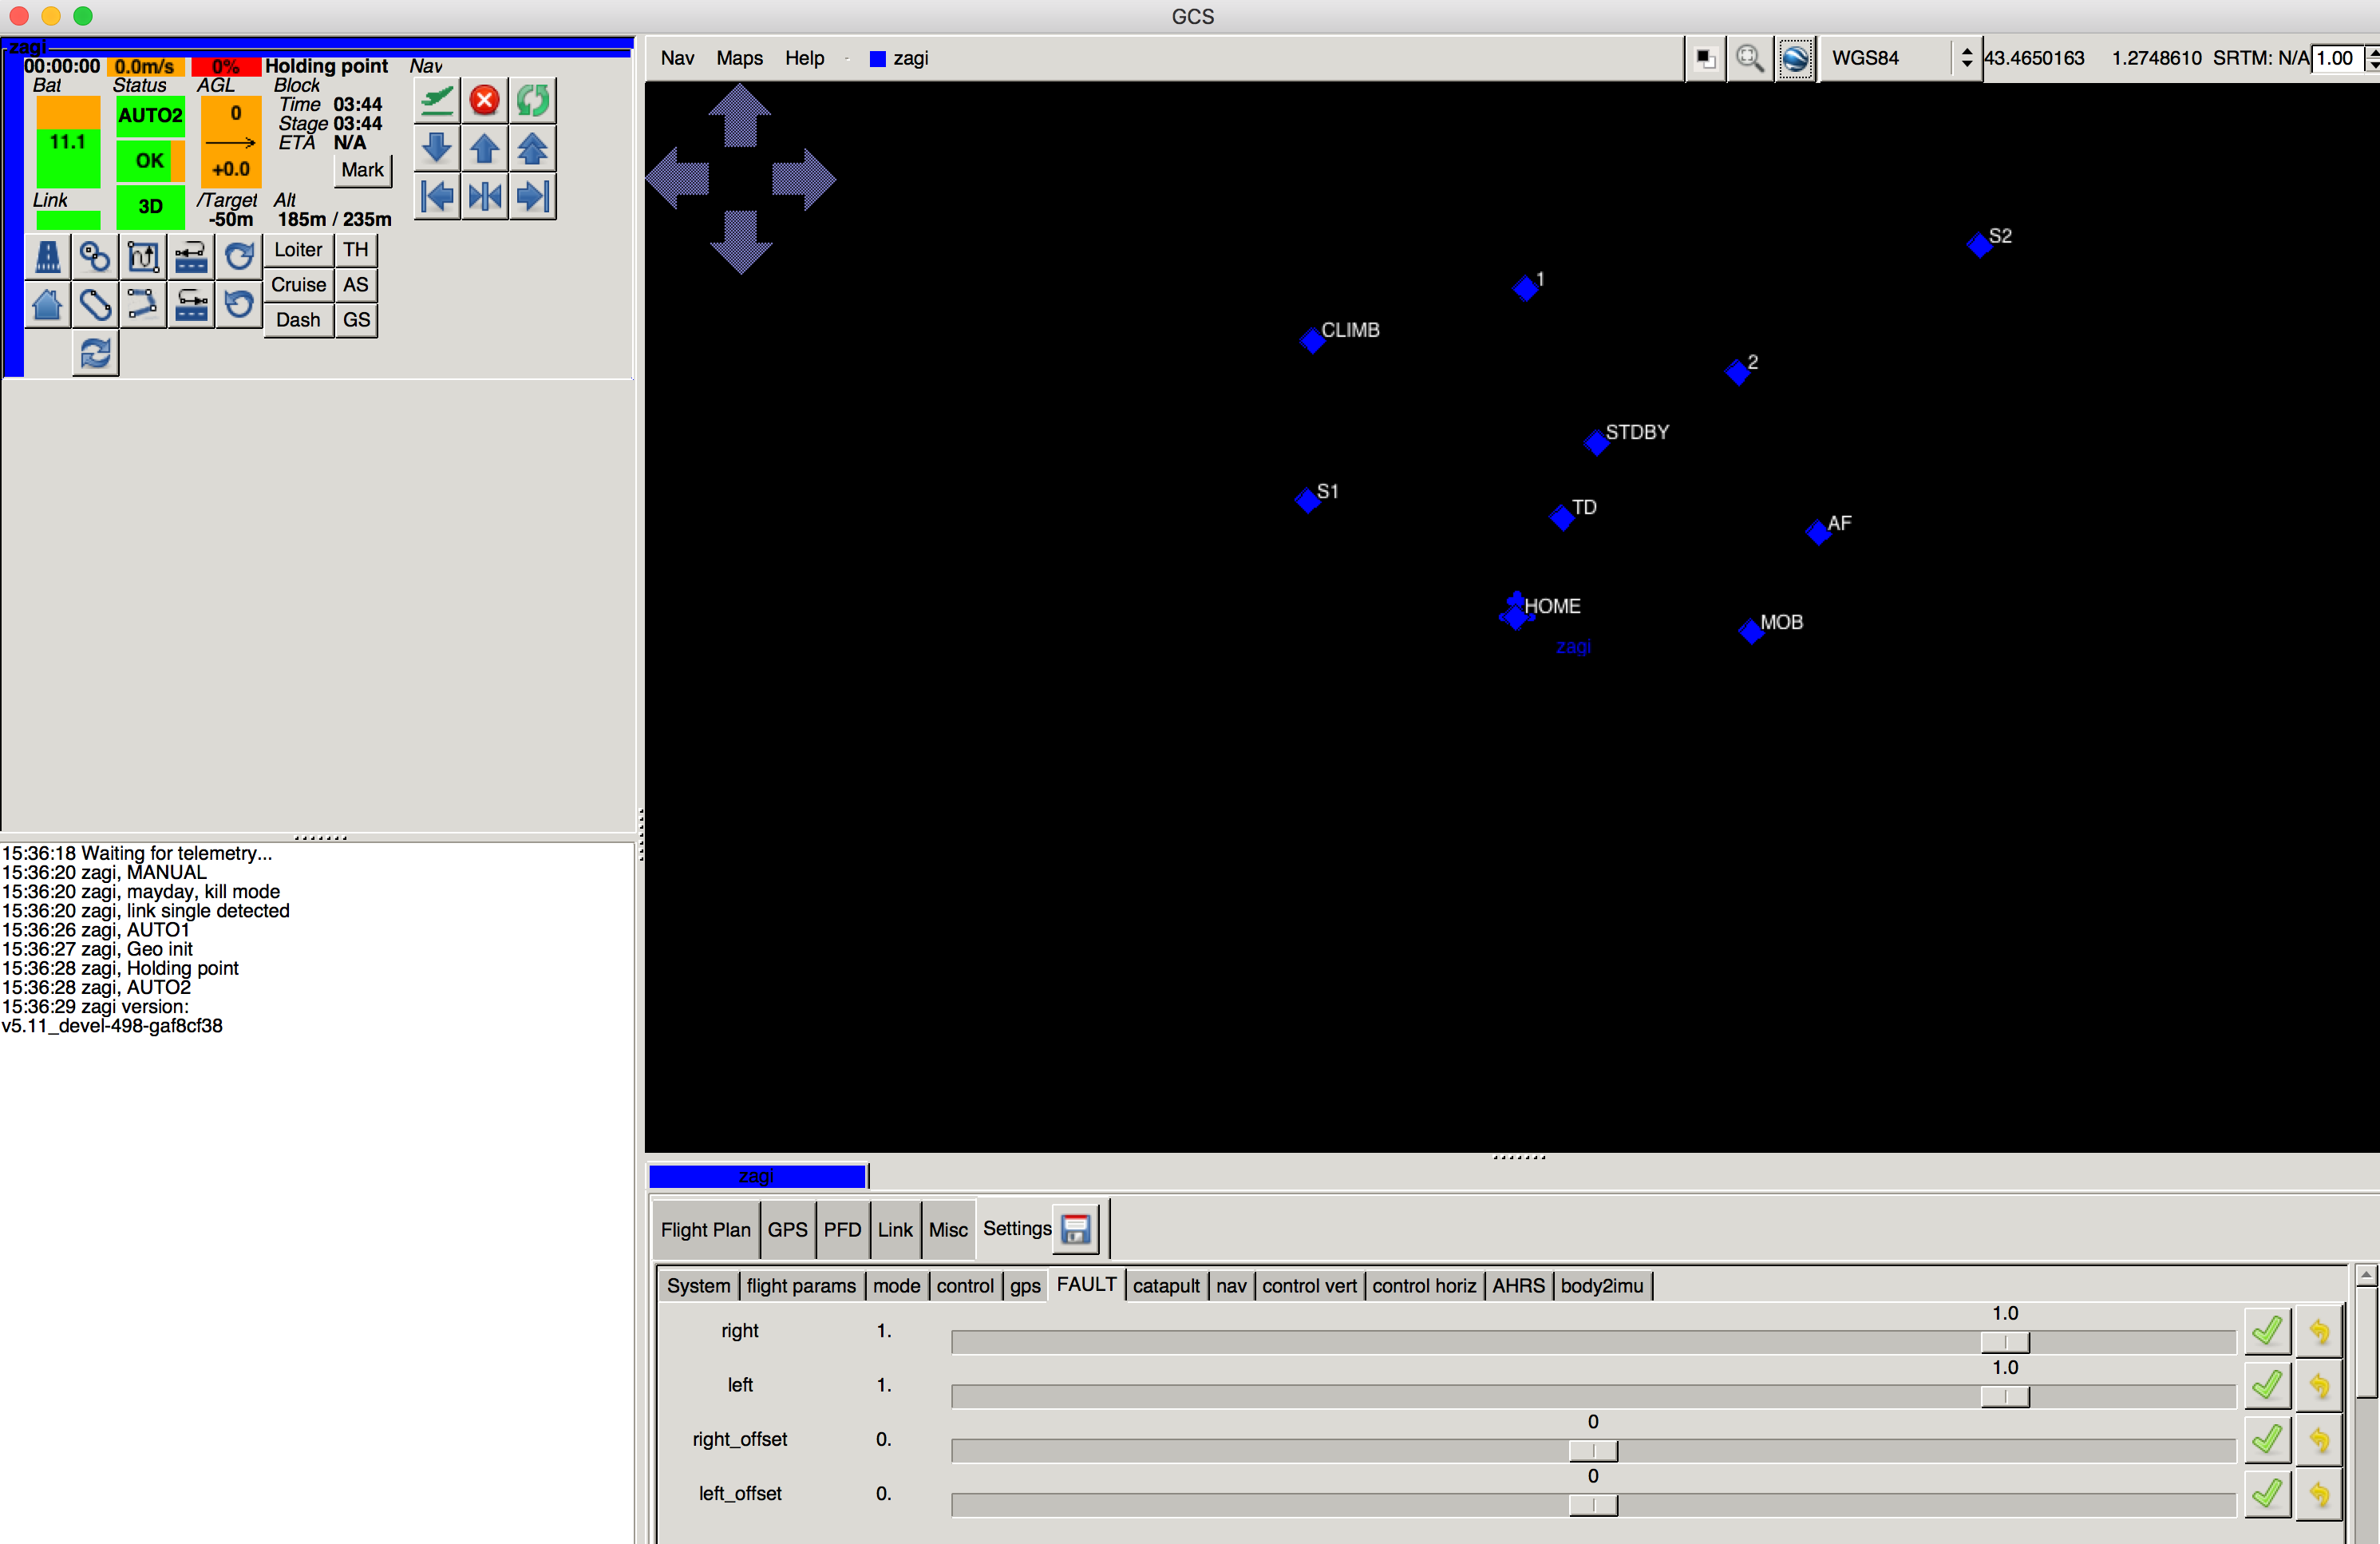 GCS
zagi
00:00:00 0.0m/s 0% Holding point Nav
Bat Status AGL Block
AUTO2 0 Time 03:44
Stage 03:44
11.1 ETA N/A
OK +0.0 Mark
Link 3D /Target Alt
-50m 185m / 235m
Loiter TH
Cruise AS
Dash GS
15:36:18 Waiting for telemetry...
15:36:20 zagi, MANUAL
15:36:20 zagi, mayday, kill mode
15:36:20 zagi, link single detected
15:36:26 zagi, AUTO1
15:36:27 zagi, Geo init
15:36:28 zagi, Holding point
15:36:28 zagi, AUTO2
15:36:29 zagi version:
v5.11_devel-498-gaf8cf38
Nav Maps Help - zagi WGS84 43.4650163 1.2748610 SRTM: N/A 1.00
S2
1
CLIMB
2
STDBY
S1
TD
AF
HOME
MOB
zagi
zagi
Flight Plan GPS PFD Link Misc Settings
System flight params mode control gps FAULT catapult nav control vert control horiz AHRS body2imu
right 1. 1.0
left 1. 1.0
right_offset 0. 0
left_offset 0. 0